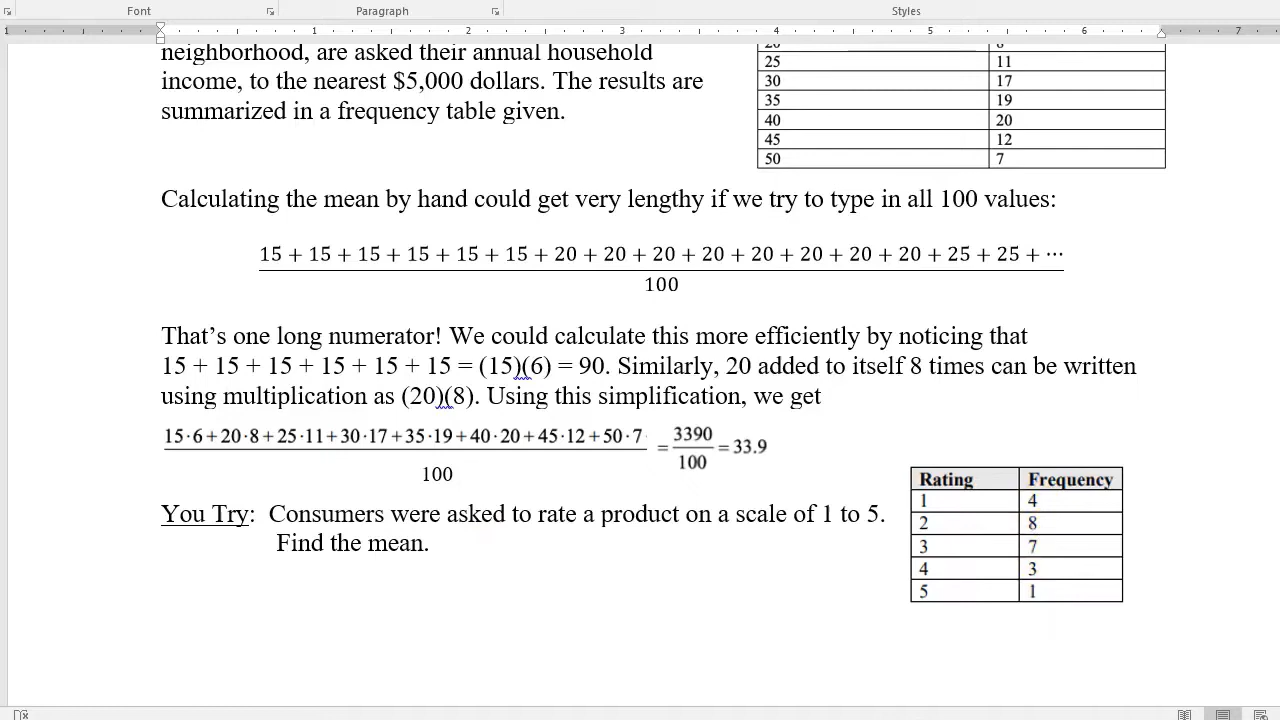 Font Paragraph Styles
1 1 2 3 4 5 6 7
neighborhood, are asked their annual household
income, to the nearest $5,000 dollars. The results are
summarized in a frequency table given.
25 11
30 17
35 19
40 20
45 12
50 7
Calculating the mean by hand could get very lengthy if we try to type in all 100 values:
15 + 15 + 15 + 15 + 15 + 15 + 20 + 20 + 20 + 20 + 20 + 20 + 20 + 20 + 25 + 25 + ⋯
100
That’s one long numerator! We could calculate this more efficiently by noticing that
15 + 15 + 15 + 15 + 15 + 15 = (15)(6) = 90. Similarly, 20 added to itself 8 times can be written
using multiplication as (20)(8). Using this simplification, we get
15·6+20·8+25·11+30·17+35·19+40·20+45·12+50·7 = 3390 = 33.9
100 100
You Try: Consumers were asked to rate a product on a scale of 1 to 5.
Find the mean.
Rating Frequency
1 4
2 8
3 7
4 3
5 1